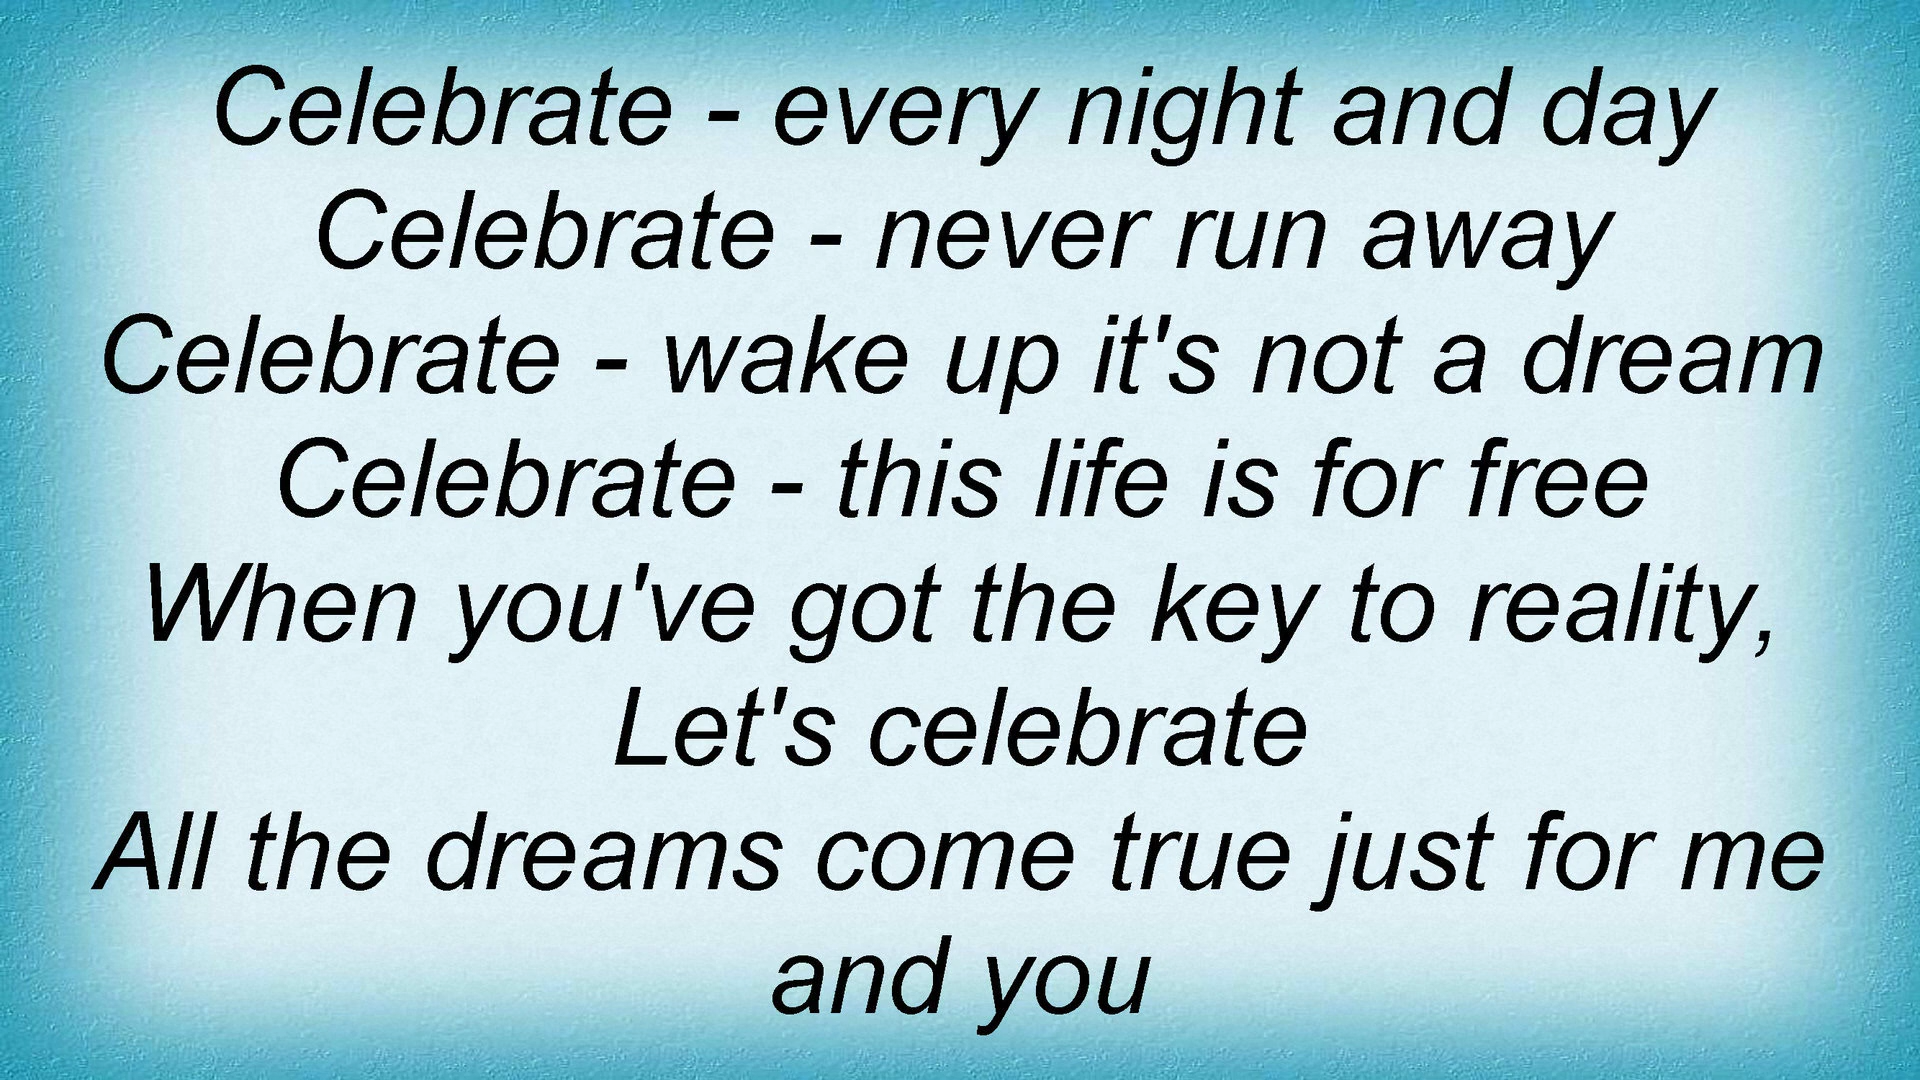 Celebrate - every night and day
Celebrate - never run away
Celebrate - wake up it's not a dream
Celebrate - this life is for free
When you've got the key to reality,
Let's celebrate
All the dreams come true just for me
and you